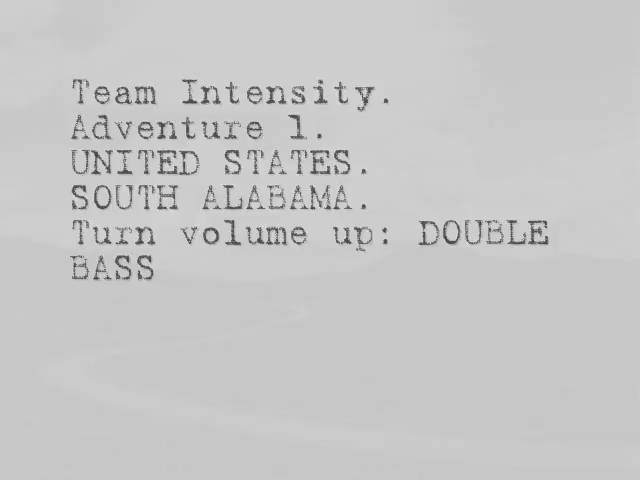 Team Intensity.
Adventure 1.
UNITED STATES.
SOUTH ALABAMA.
Turn volume up: DOUBLE
BASS